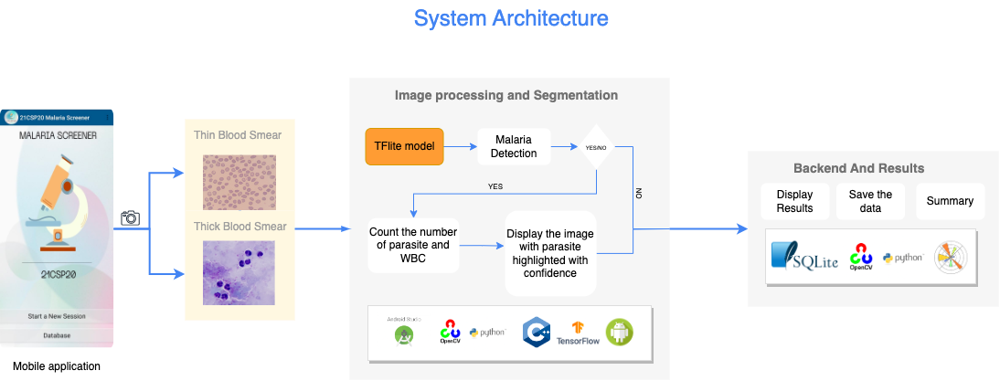 System Architecture
21CSP20 Malaria Screener
MALARIA SCREENER
21CSP20
Start a New Session
Database
Mobile application
Thin Blood Smear
Thick Blood Smear
Image processing and Segmentation
TFlite model
Malaria
Detection
YES/NO
YES
NO
Count the number
of parasite and
WBC
Display the image
with parasite
highlighted with
confidence
Android Studio
OpenCV
python
C++
TensorFlow
Backend And Results
Display
Results
Save the
data
Summary
SQLite
OpenCV
python